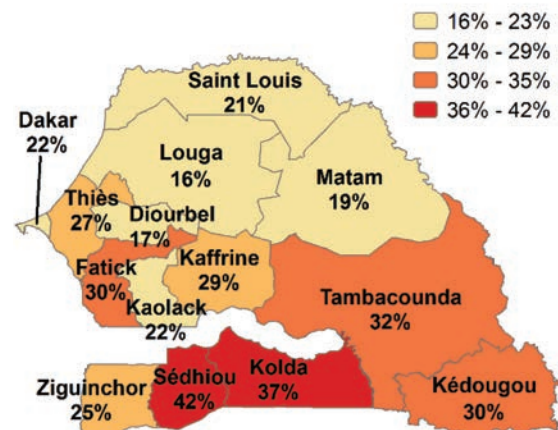 16% - 23%
24% - 29%
30% - 35%
36% - 42%
Saint Louis
21%
Dakar
22%
Louga
16%
Matam
19%
Thiès
27%
Diourbel
17%
Kaffrine
29%
Fatick
30%
Kaolack
22%
Tambacounda
32%
Ziguinchor
25%
Sédhiou
42%
Kolda
37%
Kédougou
30%